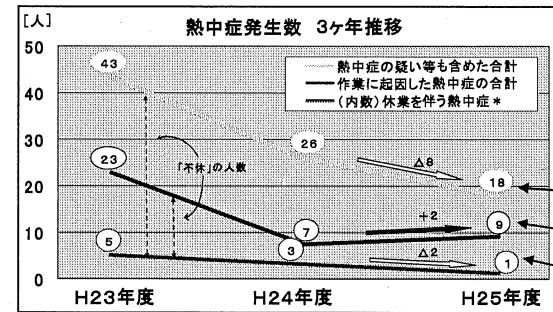 熱中症発生数 3ヶ年推移
[人]
50
40
30
20
10
0
熱中症の疑い等も含めた合計
作業に起因した熱中症の合計
(内数)休業を伴う熱中症*
43
26
18
23
7
9
5
3
1
「不休」の人数
△8
+2
△2
H23年度
H24年度
H25年度